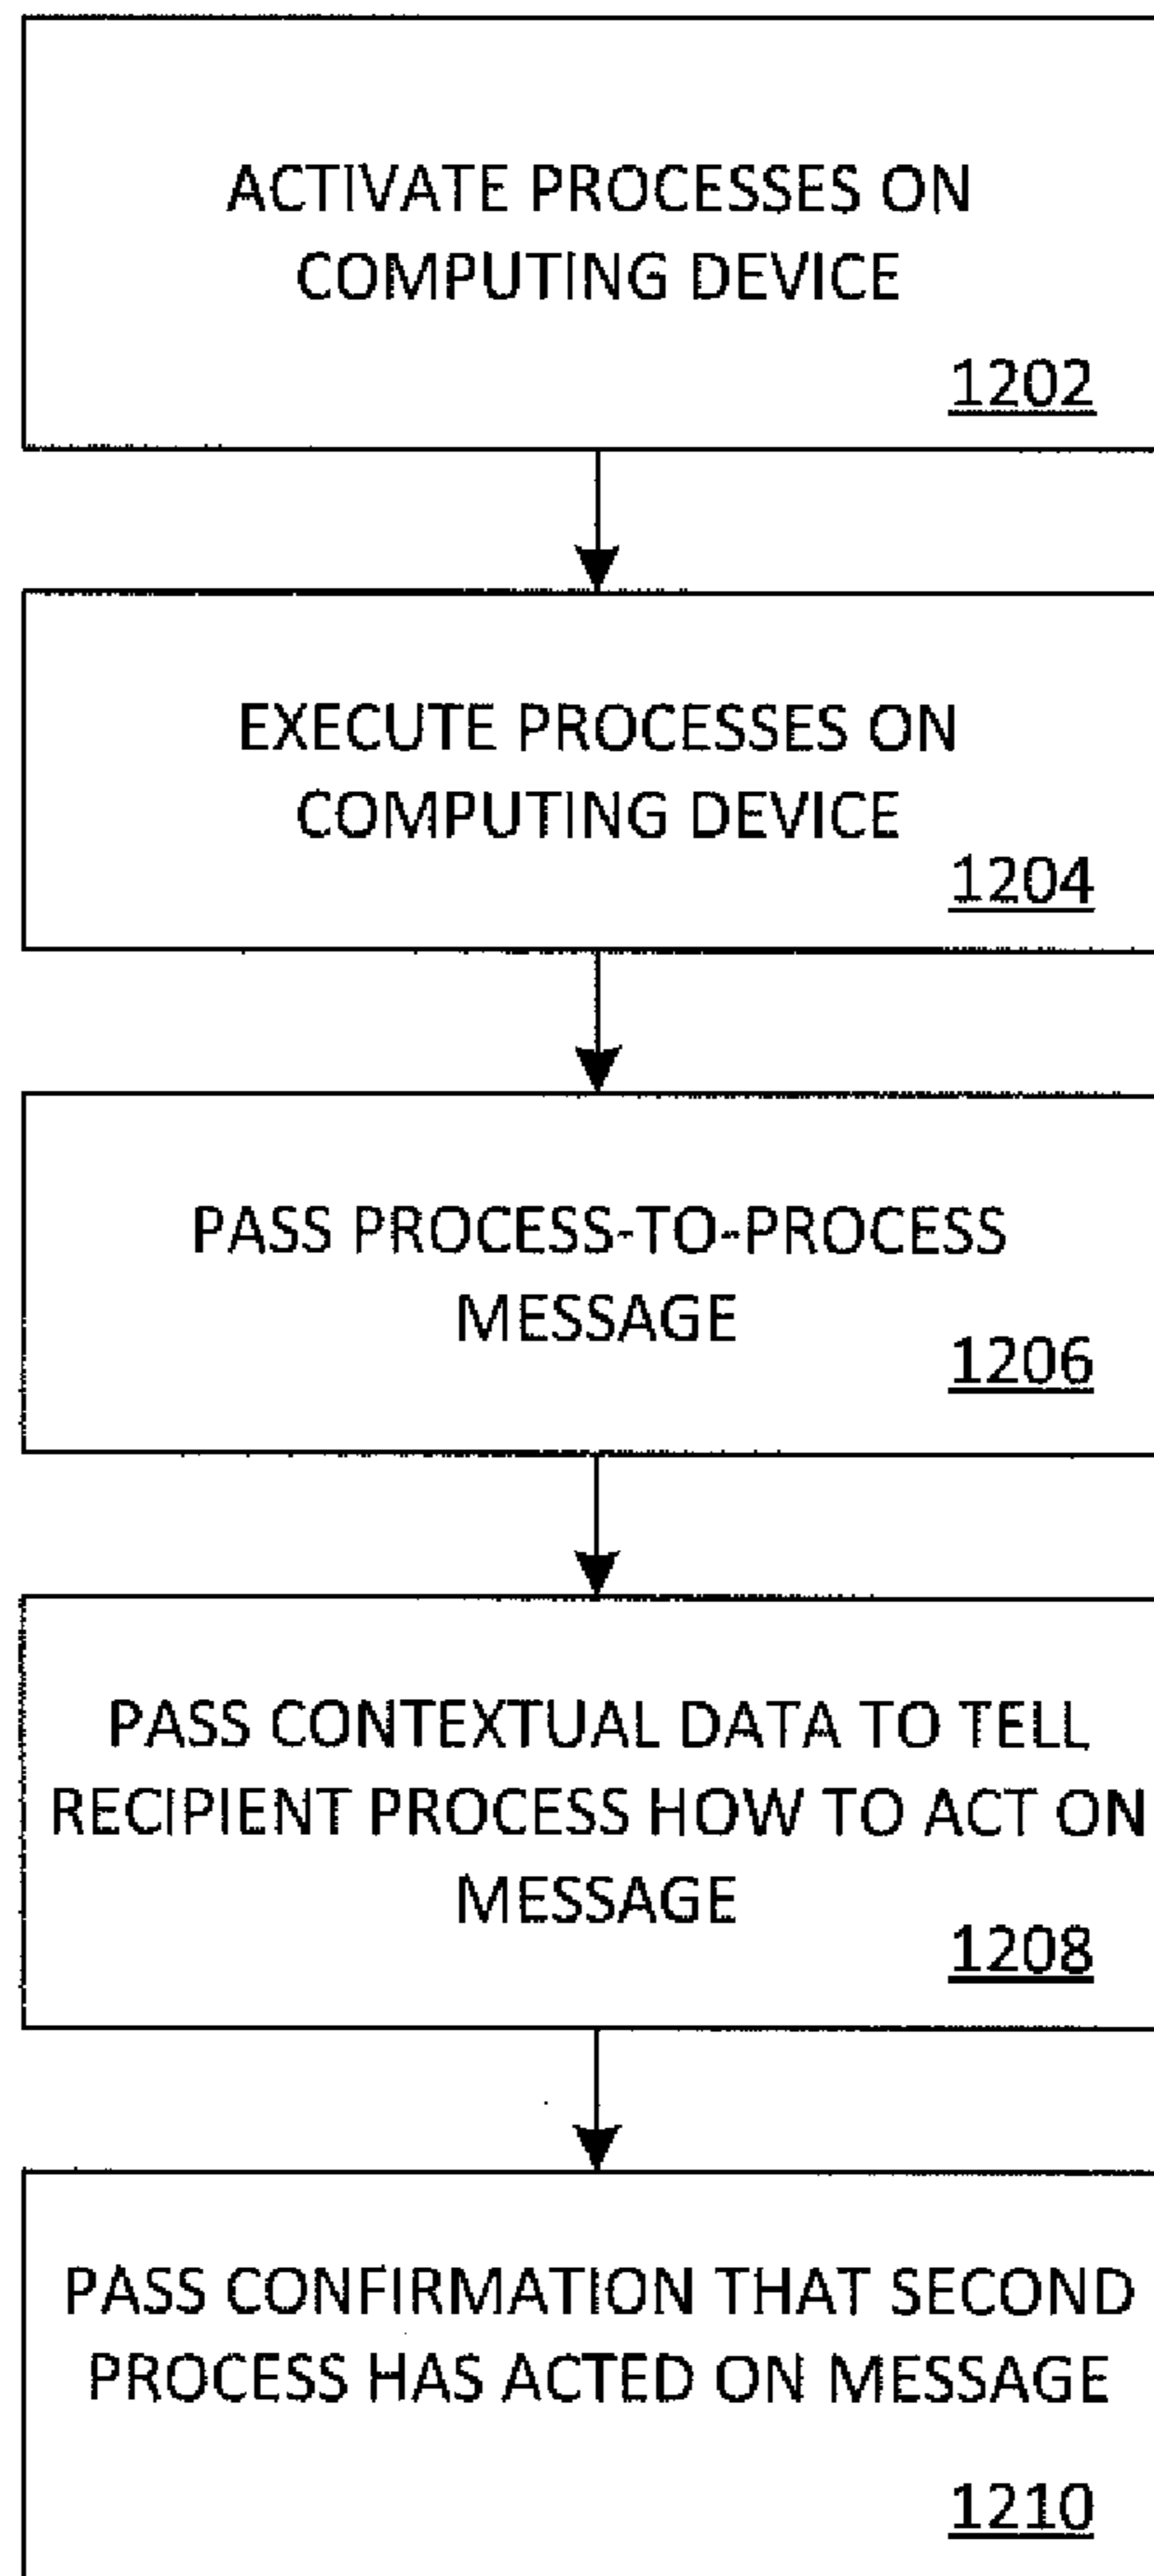 ACTIVATE PROCESSES ON
COMPUTING DEVICE
1202
EXECUTE PROCESSES ON
COMPUTING DEVICE
1204
PASS PROCESS-TO-PROCESS
MESSAGE
1206
PASS CONTEXTUAL DATA TO TELL
RECIPIENT PROCESS HOW TO ACT ON
MESSAGE
1208
PASS CONFIRMATION THAT SECOND
PROCESS HAS ACTED ON MESSAGE
1210